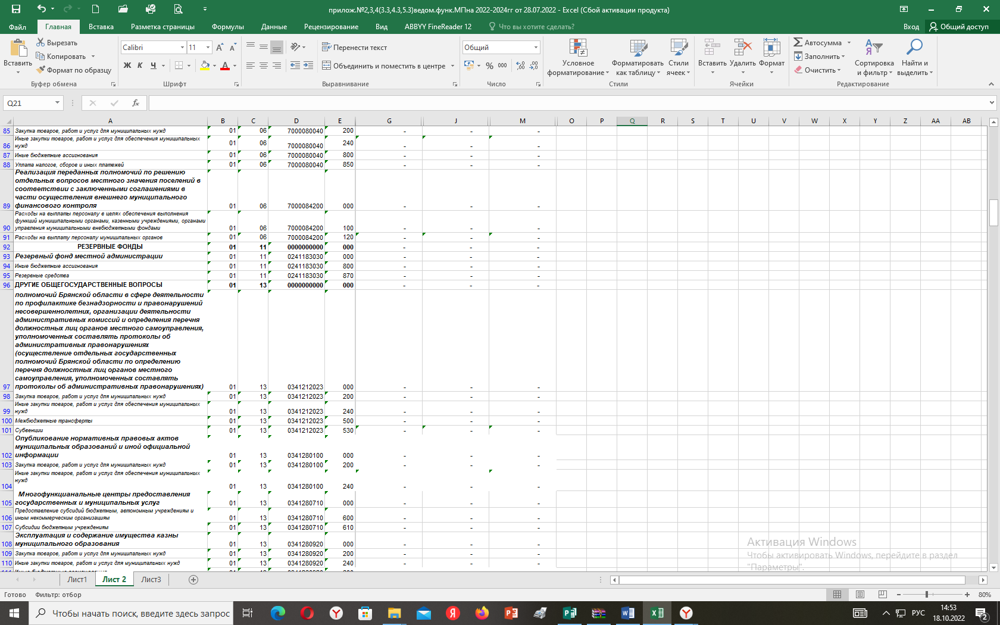 прилож.№2,3,4(3.3,4.3,5.3)ведом.функ.МПна 2022-2024гг от 28.07.2022 - Excel (Сбой активации продукта)
Файл Главная Вставка Разметка страницы Формулы Данные Рецензирование Вид ABBYY FineReader 12 Что вы хотите сделать? Вход Общий доступ
Вставить
Вырезать
Копировать
Формат по образцу
Буфер обмена
Calibri 11
Ж К Ч
Шрифт
Перенести текст
Объединить и поместить в центре
Выравнивание
Общий
% 000
Число
Условное форматирование
Форматировать как таблицу
Стили ячеек
Стили
Вставить Удалить Формат
Ячейки
Автосумма
Заполнить
Очистить
Сортировка и фильтр
Найти и выделить
Редактирование
Q21 fx
A B C D E G J M O P Q R S T U V W X Y Z AA AB
85 Закупка товаров, работ и услуг для муниципальных нужд 01 06 7000080040 200 - - -
86 Иные закупки товаров, работ и услуг для обеспечения муниципальных
нужд 01 06 7000080040 240 - - -
87 Иные бюджетные ассигнования 01 06 7000080040 800 - - -
88 Уплата налогов, сборов и иных платежей 01 06 7000080040 850 - - -
Реализация переданных полномочий по решению
отдельных вопросов местного значения поселений в
соответствии с заключенными соглашениями в
части осуществления внешнего муниципального
89 финансового контроля 01 06 7000084200 000 - - -
Расходы на выплаты персоналу в целях обеспечения выполнения
функций муниципальными органами, казенными учреждениями, органами
90 управления муниципальными внебюджетными фондами 01 06 7000084200 100 - - -
91 Расходы на выплату персоналу муниципальных органов 01 06 7000084200 120 - - -
92 РЕЗЕРВНЫЕ ФОНДЫ 01 11 0000000000 000 - - -
93 Резервный фонд местной администрации 01 11 0241183030 000 - - -
94 Иные бюджетные ассигнования 01 11 0241183030 800 - - -
95 Резервные средства 01 11 0241183030 870 - - -
96 ДРУГИЕ ОБЩЕГОСУДАРСТВЕННЫЕ ВОПРОСЫ 01 13 0000000000 000 - - -
полномочий Брянской области в сфере деятельности
по профилактике безнадзорности и правонарушений
несовершеннолетних, организации деятельности
административных комиссий и определения перечня
должностных лиц органов местного самоуправления,
уполномоченных составлять протоколы об
административных правонарушениях
(осуществление отдельных государственных
полномочий Брянской области по определению
перечня должностных лиц органов местного
самоуправления, уполномоченных составлять
97 протоколы об административных правонарушениях) 01 13 0341212023 000 - - -
98 Закупка товаров, работ и услуг для муниципальных нужд 01 13 0341212023 200 - - -
Иные закупки товаров, работ и услуг для обеспечения муниципальных
99 нужд 01 13 0341212023 240 - - -
100 Межбюджетные трансферты 01 13 0341212023 500 - - -
101 Субвенции 01 13 0341212023 530 - - -
Опубликование нормативных правовых актов
муниципальных образований и иной официальной
102 информации 01 13 0341280100 000 - - -
103 Закупка товаров, работ и услуг для муниципальных нужд 01 13 0341280100 200 - - -
Иные закупки товаров, работ и услуг для обеспечения муниципальных
нужд
104 01 13 0341280100 240 - - -
Многофункцианальные центры предоставления
105 государственных и муниципальных услуг 01 13 0341280710 000 - - -
Предоставление субсидий бюджетным, автономным учреждениям и
106 иным некоммерческим организациям 01 13 0341280710 600 - - -
107 Субсидии бюджетным учреждениям 01 13 0341280710 610 - - -
Эксплуатация и содержание имущества казны
108 муниципального образования 01 13 0341280920 000 - - -
109 Закупка товаров, работ и услуг для муниципальных нужд 01 13 0341280920 200 - - -
110 Иные закупки товаров, работ и услуг для муниципальных нужд 01 13 0341280920 240 - - -
Активация Windows
Чтобы активировать Windows, перейдите в раздел
"Параметры".
Лист1 Лист 2 Лист3
Готово Фильтр: отбор 80%
Чтобы начать поиск, введите здесь запрос
РУС 14:53
18.10.2022 2